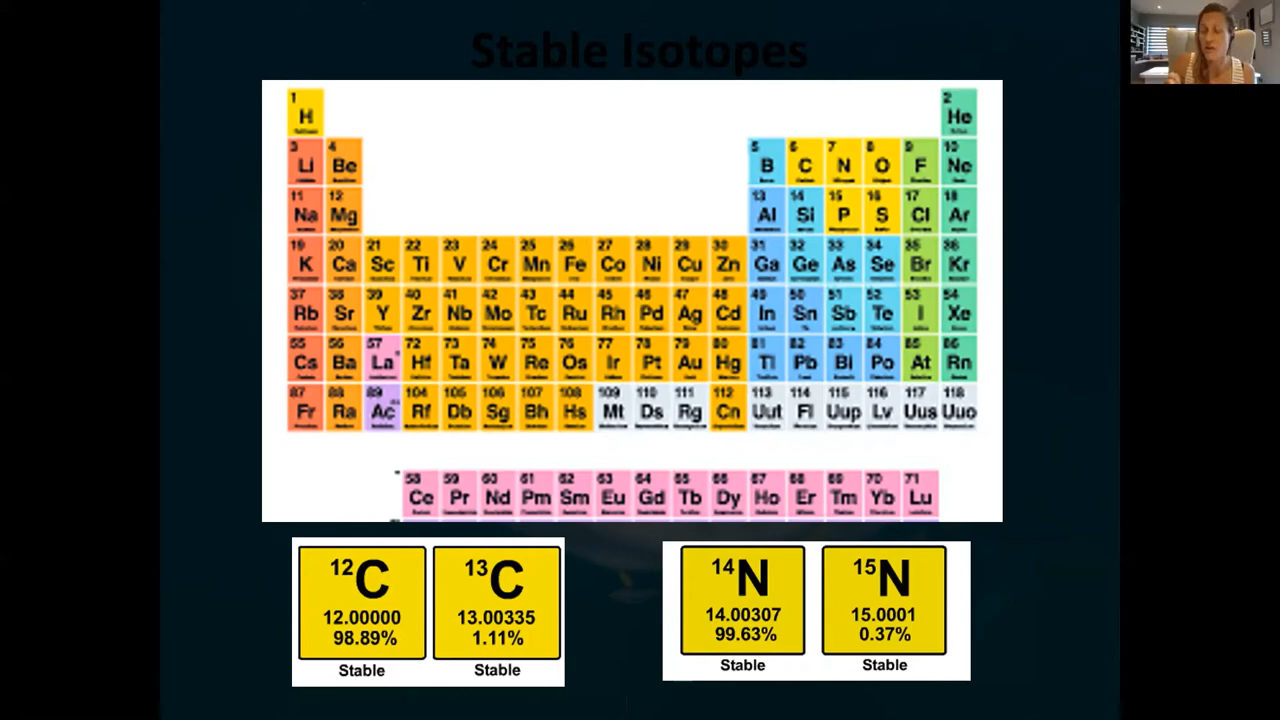 Stable Isotopes
1 2
H He
3 4 5 6 7 8 9 10
Li Be B C N O F Ne
11 12 13 14 15 16 17 18
Na Mg Al Si P S Cl Ar
19 20 21 22 23 24 25 26 27 28 29 30 31 32 33 34 35 36
K Ca Sc Ti V Cr Mn Fe Co Ni Cu Zn Ga Ge As Se Br Kr
37 38 39 40 41 42 43 44 45 46 47 48 49 50 51 52 53 54
Rb Sr Y Zr Nb Mo Tc Ru Rh Pd Ag Cd In Sn Sb Te I Xe
55 56 57 72 73 74 75 76 77 78 79 80 81 82 83 84 85 86
Cs Ba La* Hf Ta W Re Os Ir Pt Au Hg Tl Pb Bi Po At Rn
87 88 89 104 105 106 107 108 109 110 111 112 113 114 115 116 117 118
Fr Ra Ac Rf Db Sg Bh Hs Mt Ds Rg Cn Uut Fl Uup Lv Uus Uuo
58 59 60 61 62 63 64 65 66 67 68 69 70 71
Ce Pr Nd Pm Sm Eu Gd Tb Dy Ho Er Tm Yb Lu
12C 13C 14N 15N
12.00000 13.00335 14.00307 15.0001
98.89% 1.11% 99.63% 0.37%
Stable Stable Stable Stable